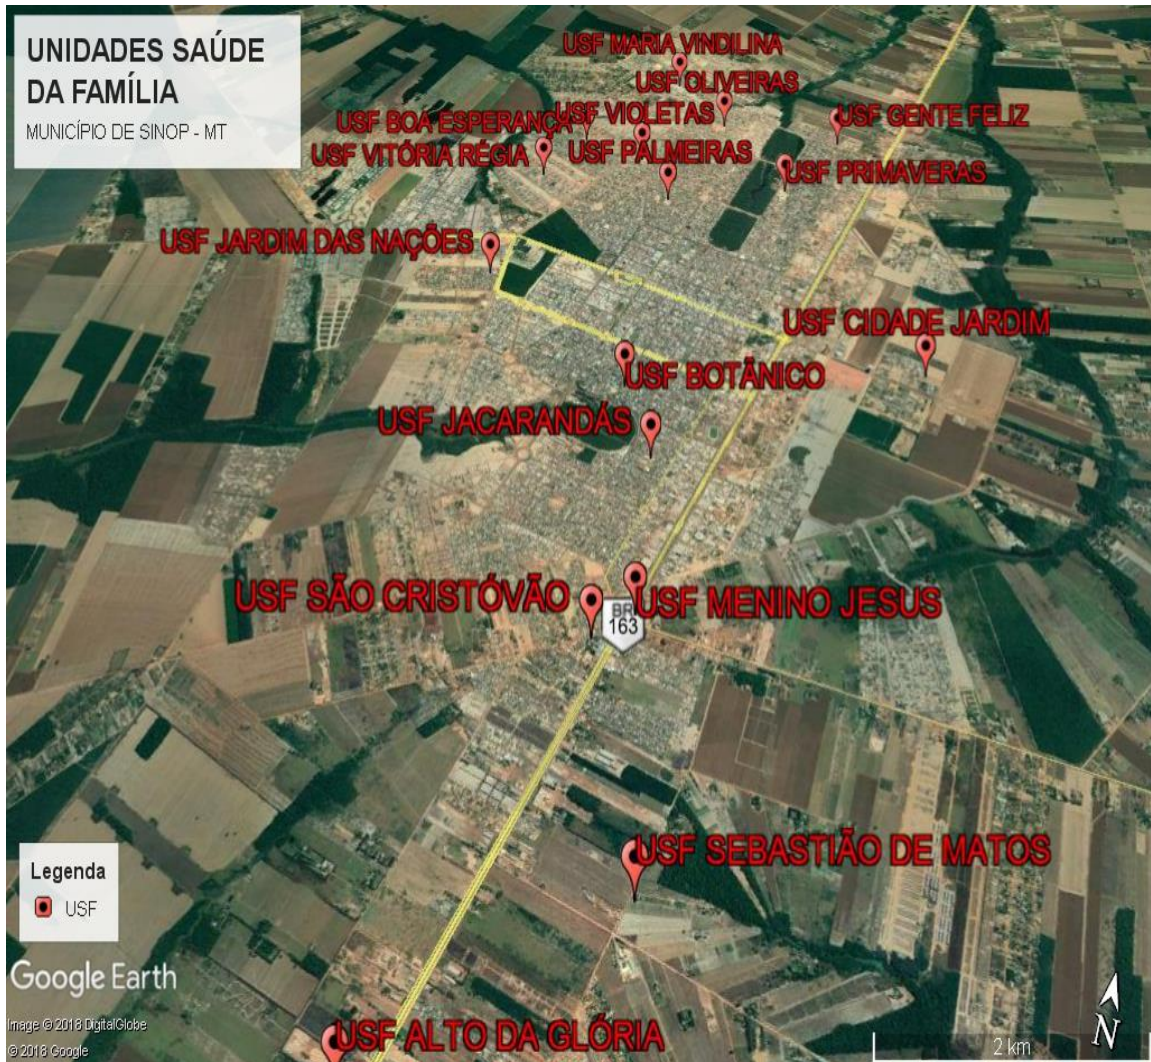 UNIDADES SAÚDE
DA FAMÍLIA
MUNICÍPIO DE SINOP - MT
USF MARIA VINDILINA
USF OLIVEIRAS
USF VIOLETAS
USF GENTE FELIZ
USF BOA ESPERANÇA
USF VITÓRIA RÉGIA
USF PALMEIRAS
USF PRIMAVERAS
USF JARDIM DAS NAÇÕES
USF CIDADE JARDIM
USF BOTÂNICO
USF JACARANDÁS
USF SÃO CRISTÓVÃO
USF MENINO JESUS
BR
163
USF SEBASTIÃO DE MATOS
Legenda
USF
Google Earth
Image © 2018 DigitalGlobe
© 2018 Google
USF ALTO DA GLÓRIA
N
2 km